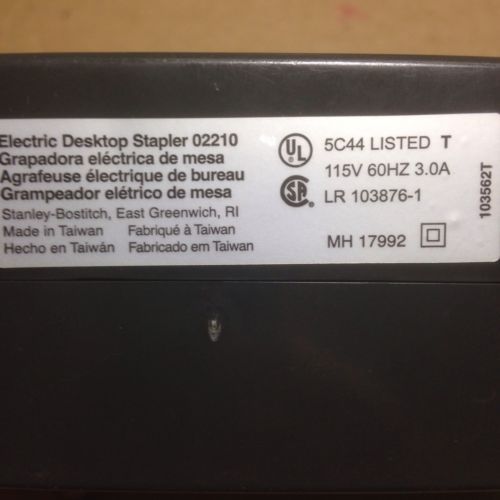 Electric Desktop Stapler 02210
Grapadora eléctrica de mesa
Agrafeuse électrique de bureau
Grampeador elétrico de mesa
Stanley-Bostitch, East Greenwich, RI
Made in Taiwan Fabriqué à Taiwan
Hecho en Taiwán Fabricado em Taiwan
UL
5C44 LISTED T
115V 60HZ 3.0A
SA
LR 103876-1
MH 17992
103562T